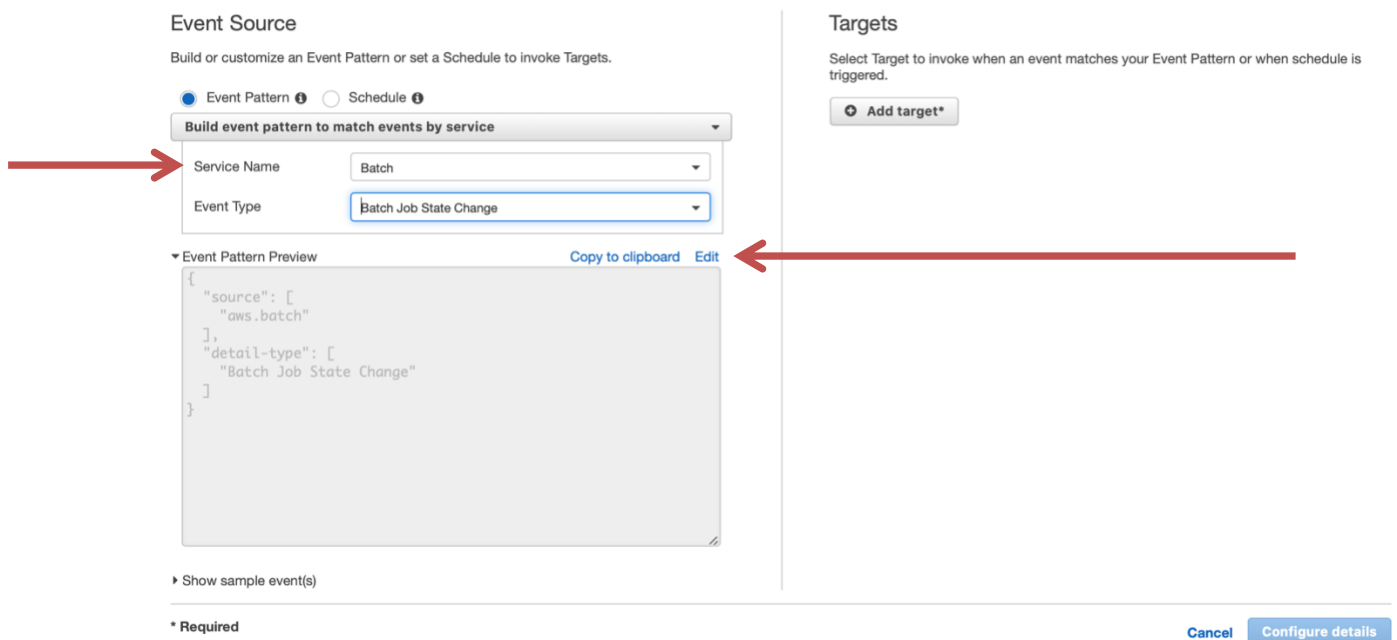 Event Source
Build or customize an Event Pattern or set a Schedule to invoke Targets.
Event Pattern Schedule
Build event pattern to match events by service
Service Name Batch
Event Type Batch Job State Change
Event Pattern Preview Copy to clipboard Edit
{
"source": [
"aws.batch"
],
"detail-type": [
"Batch Job State Change"
]
}
Show sample event(s)
* Required
Targets
Select Target to invoke when an event matches your Event Pattern or when schedule is
triggered.
Add target*
Cancel Configure details